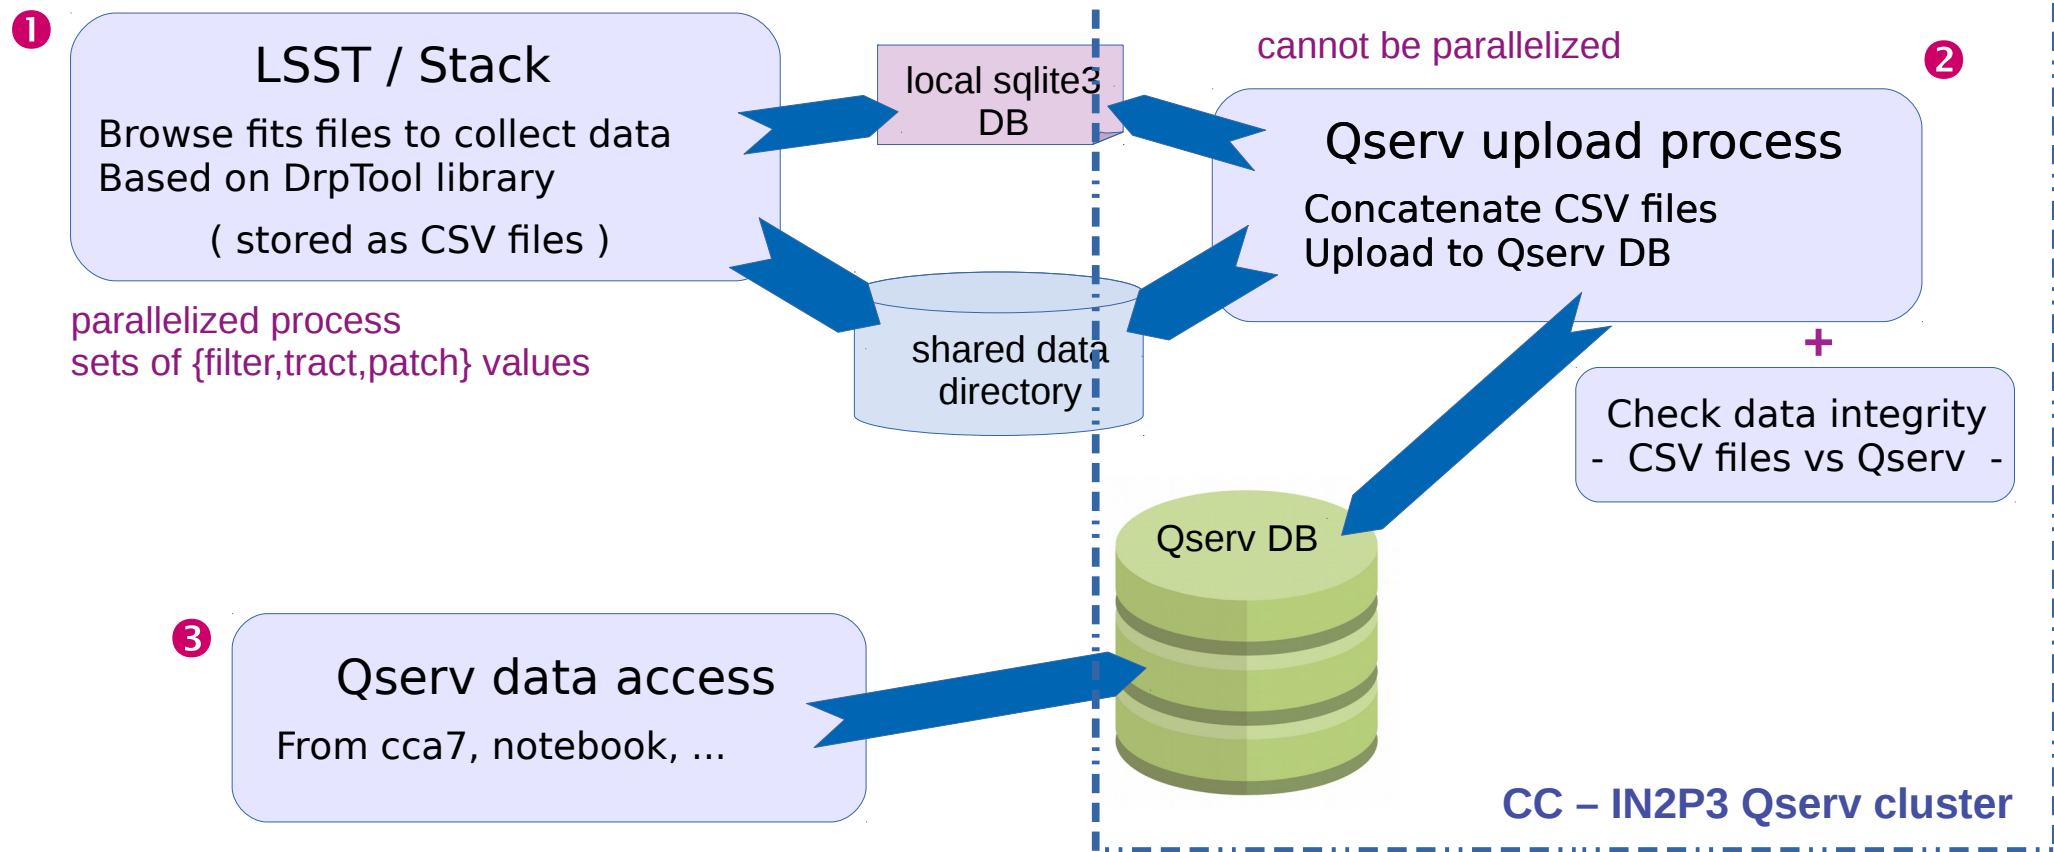 1
LSST / Stack
Browse fits files to collect data
Based on DrpTool library
( stored as CSV files )
parallelized process
sets of {filter,tract,patch} values
local sqlite3
DB
shared data
directory
cannot be parallelized
2
Qserv upload process
Concatenate CSV files
Upload to Qserv DB
+
Check data integrity
- CSV files vs Qserv -
Qserv DB
3
Qserv data access
From cca7, notebook, ...
CC – IN2P3 Qserv cluster